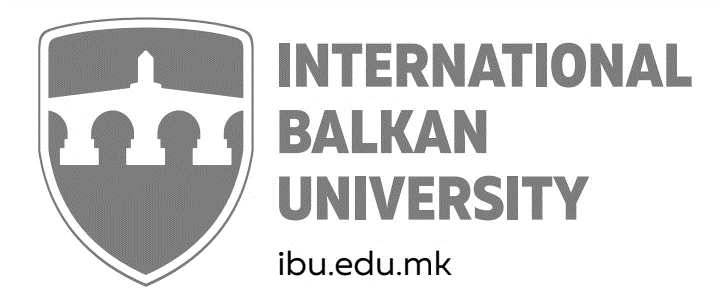 INTERNATIONAL
BALKAN
UNIVERSITY
ibu.edu.mk